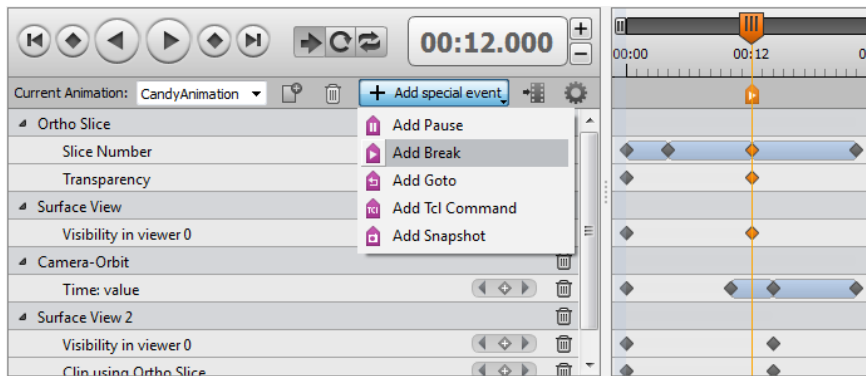 00:12.000
00:00 00:12 0
Current Animation: CandyAnimation Add special event
Ortho Slice
Add Pause
Slice Number
Add Break
Transparency
Add Goto
Surface View
TCl Add Tcl Command
Visibility in viewer 0
Add Snapshot
Camera-Orbit
Time: value
Surface View 2
Visibility in viewer 0
Clip using Ortho Slice